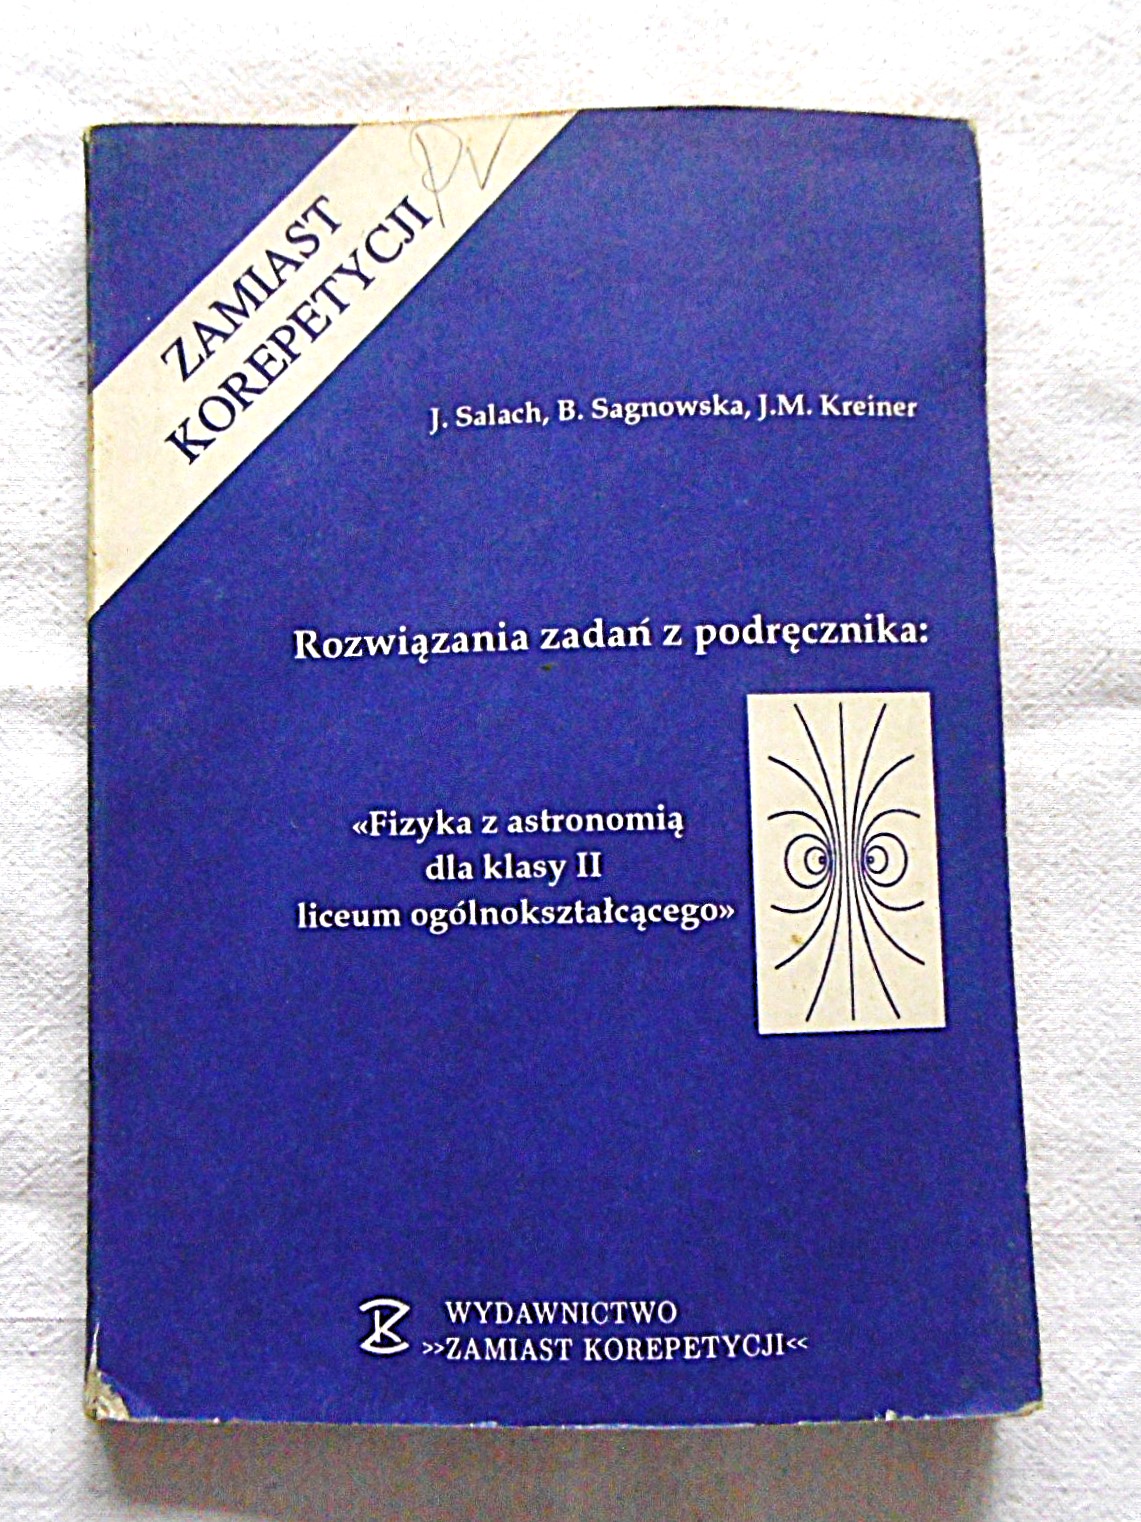 ZAMIAST
KOREPETYCJI
J. Salach, B. Sagnowska, J.M. Kreiner
Rozwiązania zadań z podręcznika:
«Fizyka z astronomią
dla klasy II
liceum ogólnokształcącego»
WYDAWNICTWO
>>ZAMIAST KOREPETYCJI<<